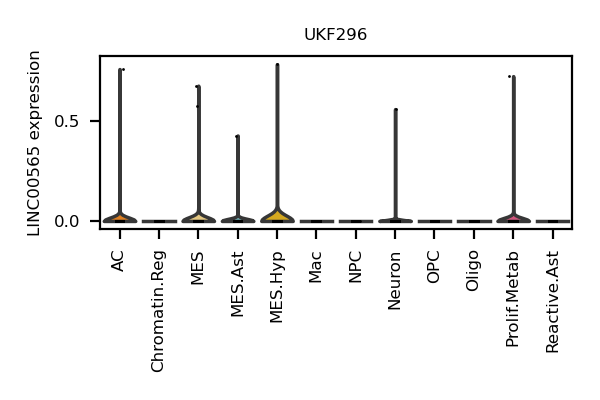 UKF296
LINC00565 expression
0.5
0.0
AC
Chromatin.Reg
MES
MES.Ast
MES.Hyp
Mac
NPC
Neuron
OPC
Oligo
Prolif.Metab
Reactive.Ast